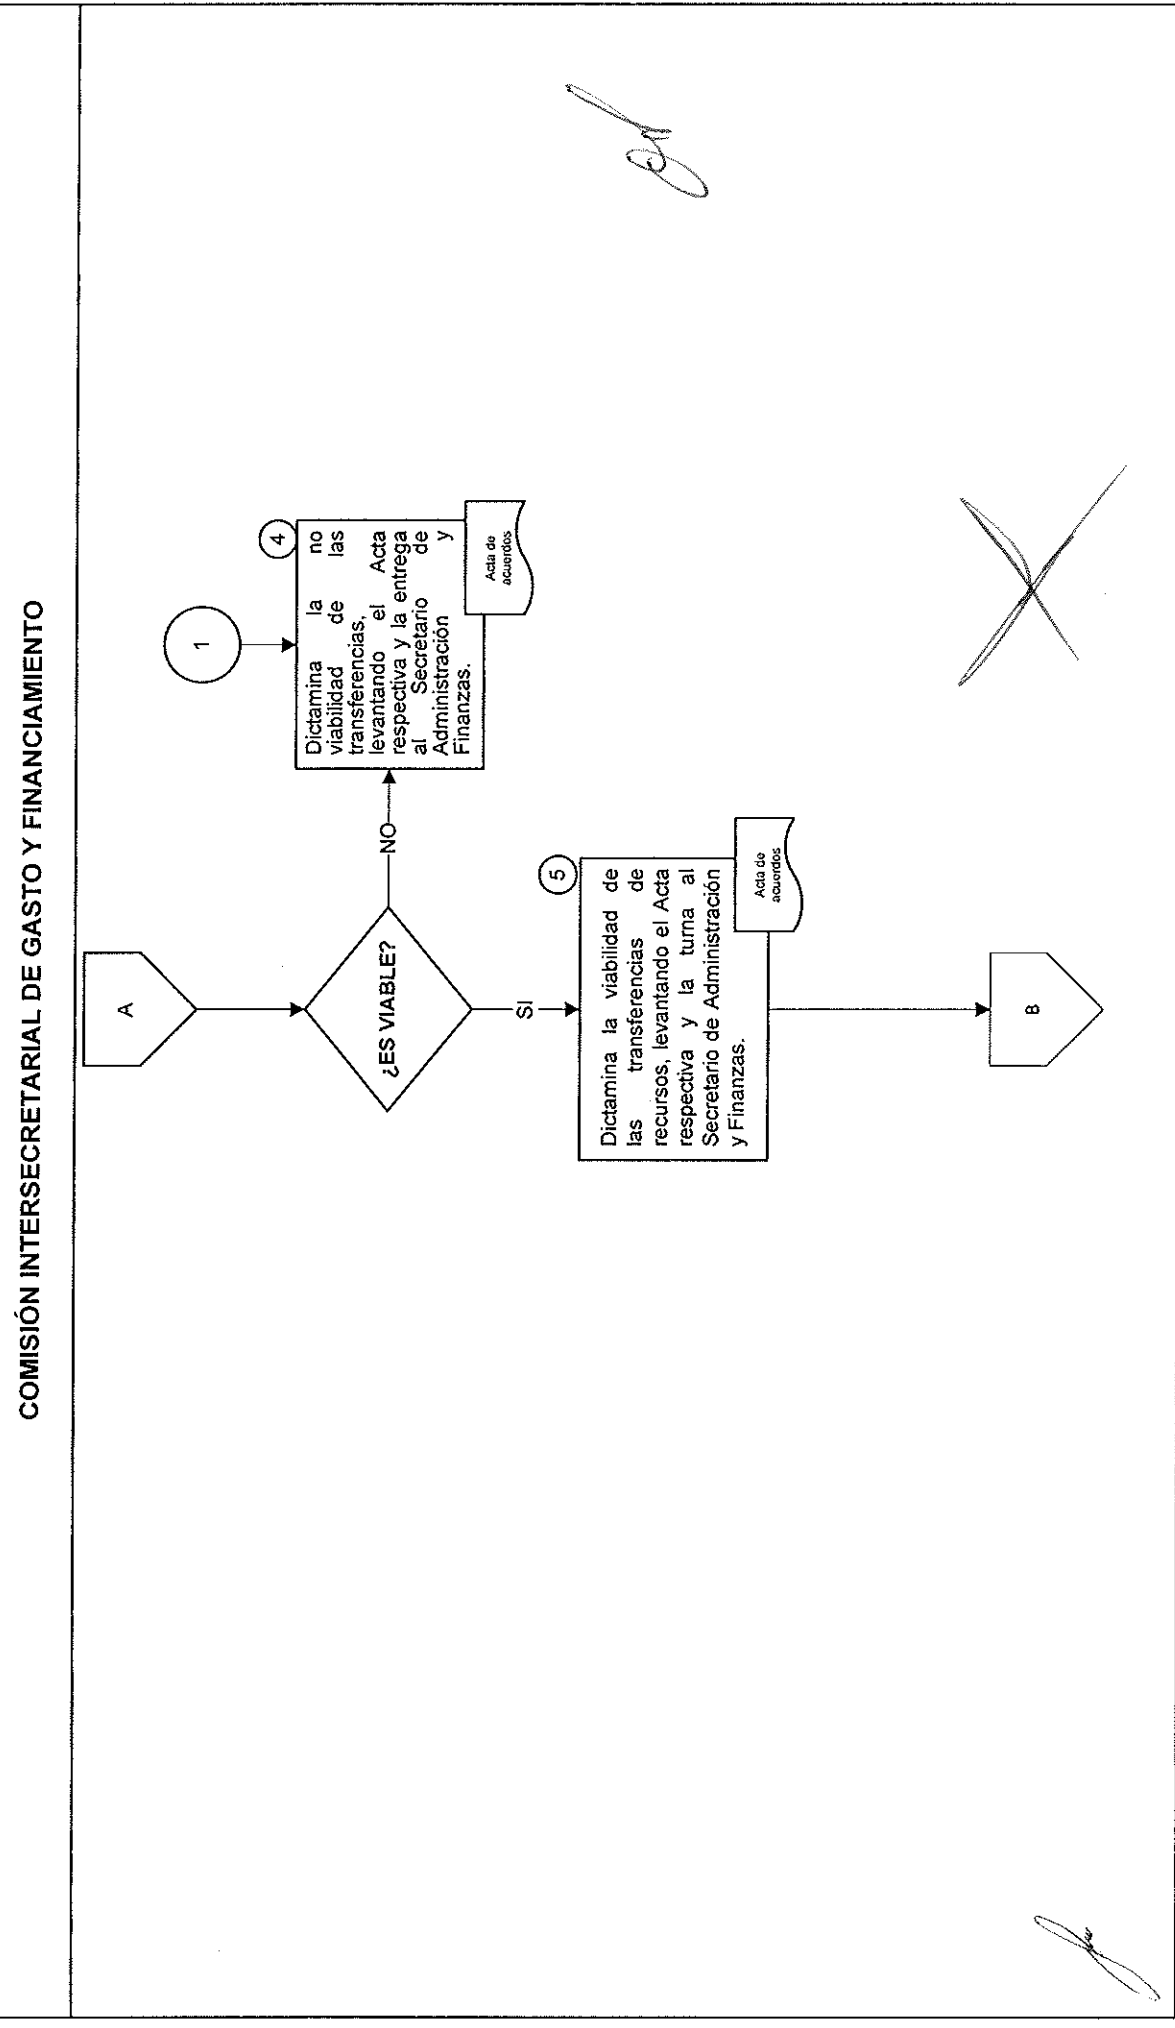 COMISIÓN INTERSECRETARIAL DE GASTO Y FINANCIAMIENTO
A
1
¿ES VIABLE?
NO
4
Dictamina la no
viabilidad de las
transferencias,
levantando el Acta
respectiva y la entrega
al Secretario de
Administración y
Finanzas.
Acta de
acuerdos
SI
5
Dictamina la viabilidad de
las transferencias de
recursos, levantando el Acta
respectiva y la turna al
Secretario de Administración
y Finanzas.
Acta de
acuerdos
B